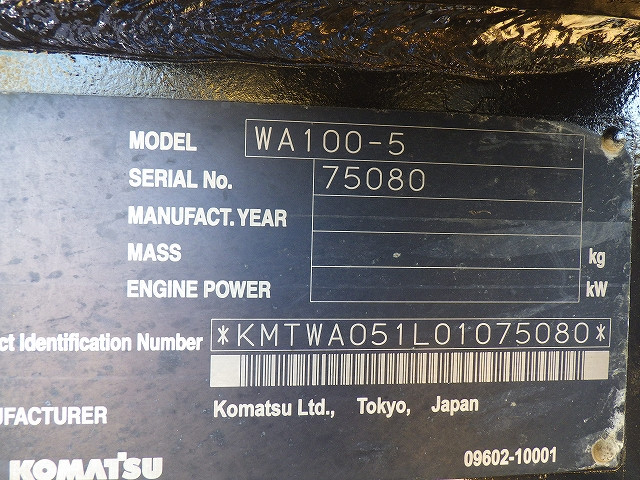 MODEL WA100-5
SERIAL No. 75080
MANUFACT. YEAR
MASS kg
ENGINE POWER kW
ct Identification Number *KMTWA051L01075080*
UFACTURER Komatsu Ltd., Tokyo, Japan
KOMATSU 09602-10001